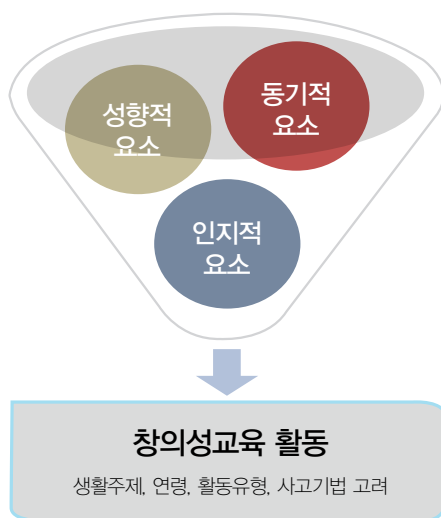 성향적
요소
동기적
요소
인지적
요소
창의성교육 활동
생활주제, 연령, 활동유형, 사고기법 고려